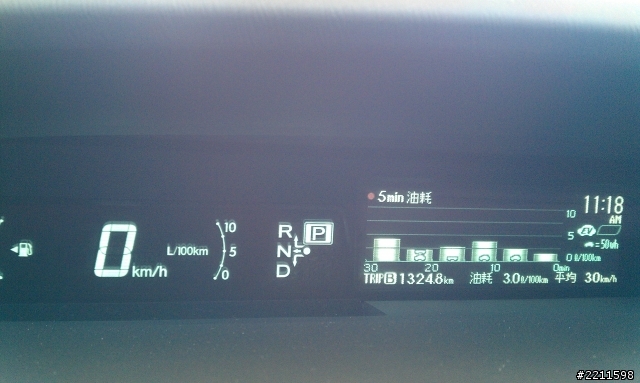 0 km/h
L/100km
10
5
0
R
N
D
P
5min 油耗
11:18
AM
10
5
0 ℓ/100km
EV
=50Wh
30 20 10 0min
TRIP B 1324.8km 油耗 3.0ℓ/100km 平均 30km/h
#2211598